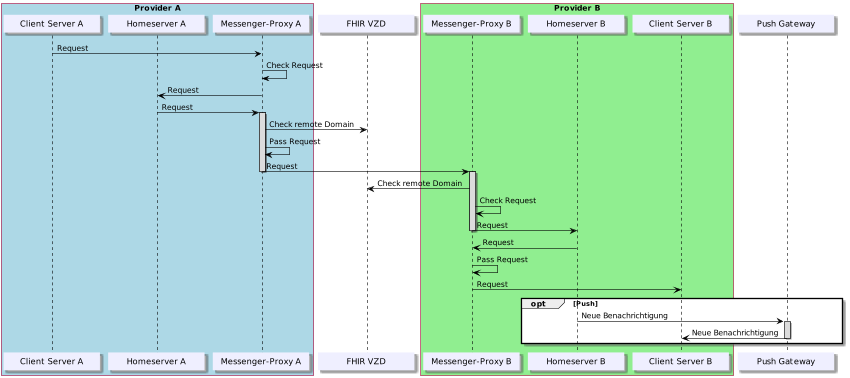 Provider A
Provider B
Client Server A
Homeserver A
Messenger-Proxy A
FHIR VZD
Messenger-Proxy B
Homeserver B
Client Server B
Push Gateway
Request
Check Request
Request
Request
Check remote Domain
Pass Request
Request
Check remote Domain
Check Request
Request
Request
Pass Request
Request
opt [Push]
Neue Benachrichtigung
Neue Benachrichtigung
Client Server A
Homeserver A
Messenger-Proxy A
FHIR VZD
Messenger-Proxy B
Homeserver B
Client Server B
Push Gateway